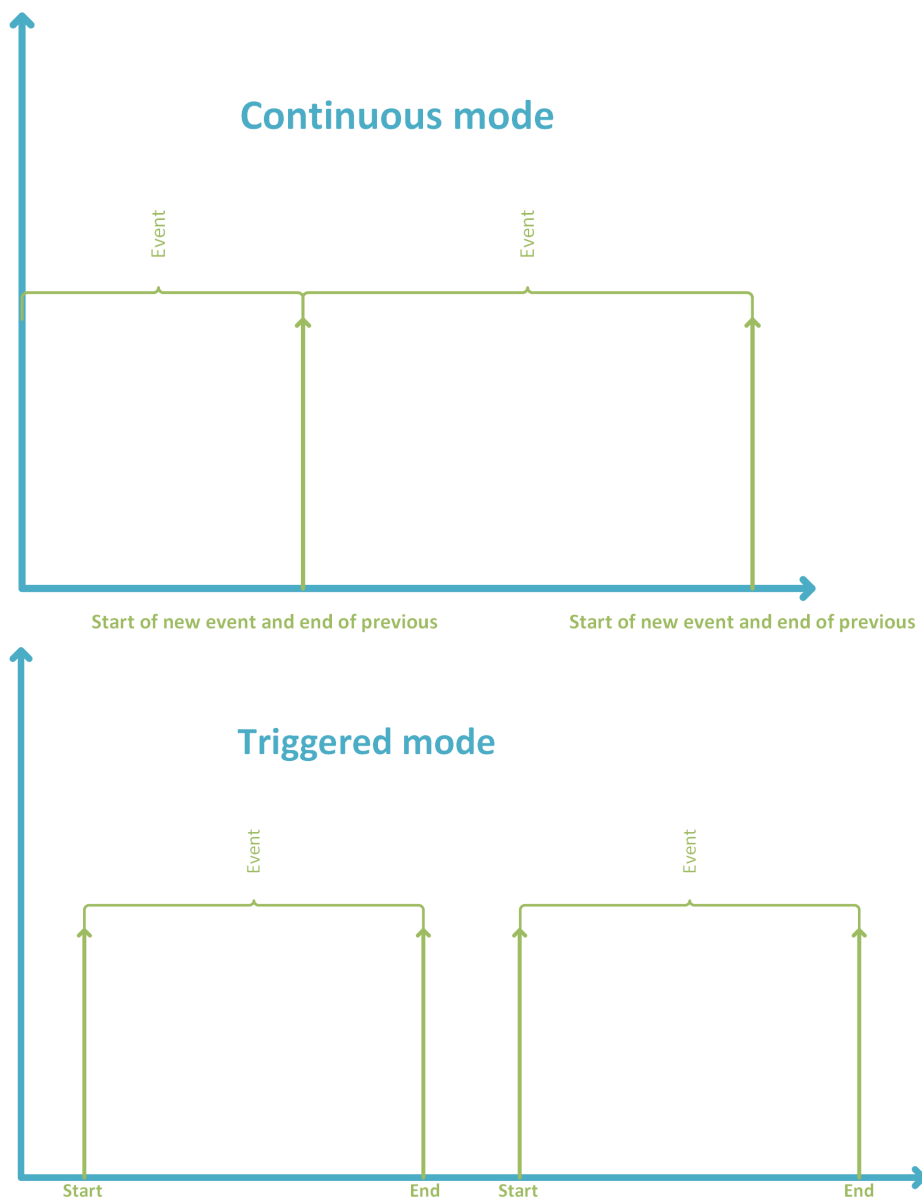 Continuous mode
Event
Event
Start of new event and end of previous
Start of new event and end of previous
Triggered mode
Event
Event
Start
End
Start
End